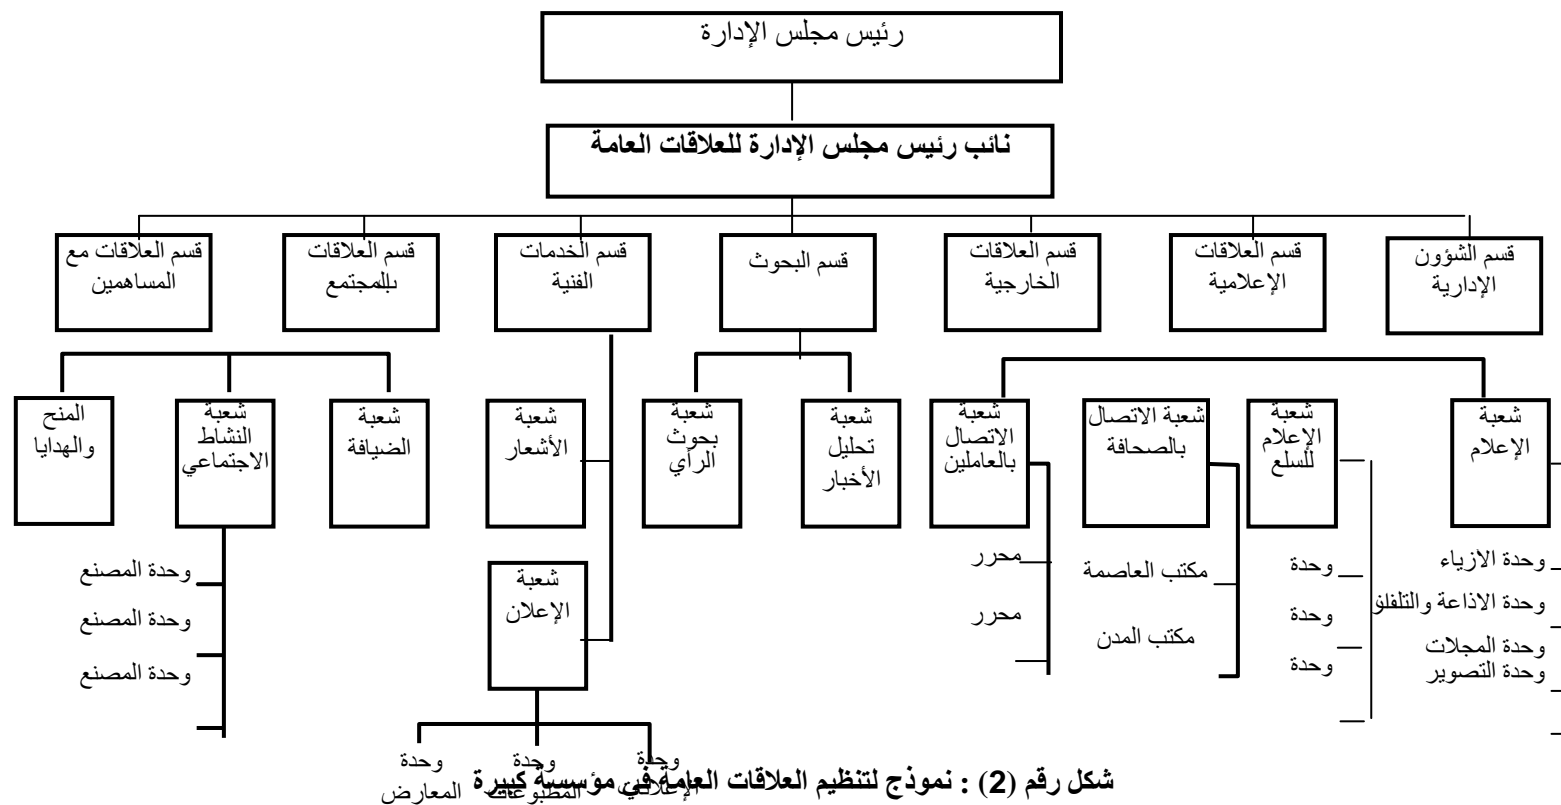 رئيس مجلس الإدارة
نائب رئيس مجلس الإدارة للعلاقات العامة
قسم الشؤون
الإدارية
قسم العلاقات
الإعلامية
قسم العلاقات
الخارجية
قسم البحوث
قسم الخدمات
الفنية
قسم العلاقات
بالمجتمع
قسم العلاقات مع
المساهمين
شعبة
الإعلام
شعبة
الإعلام
للسلع
شعبة الاتصال
بالصحافة
شعبة
الاتصال
بالعاملين
شعبة
تحليل
الأخبار
شعبة
بحوث
الرأي
شعبة
الأشعار
شعبة
الضيافة
شعبة
النشاط
الاجتماعي
المنح
والهدايا
وحدة الازياء
وحدة الاذاعة
وحدة المجلات
وحدة التصوير
وحدة
وحدة
وحدة
مكتب العاصمة
مكتب المدن
محرر
محرر
شعبة
الإعلان
وحدة المصنع
وحدة المصنع
وحدة المصنع
وحدة
وحدة
المطبوعات
وحدة
المعارض
شكل رقم (2) : نموذج لتنظيم العلاقات العامة في مؤسسة كبيرة